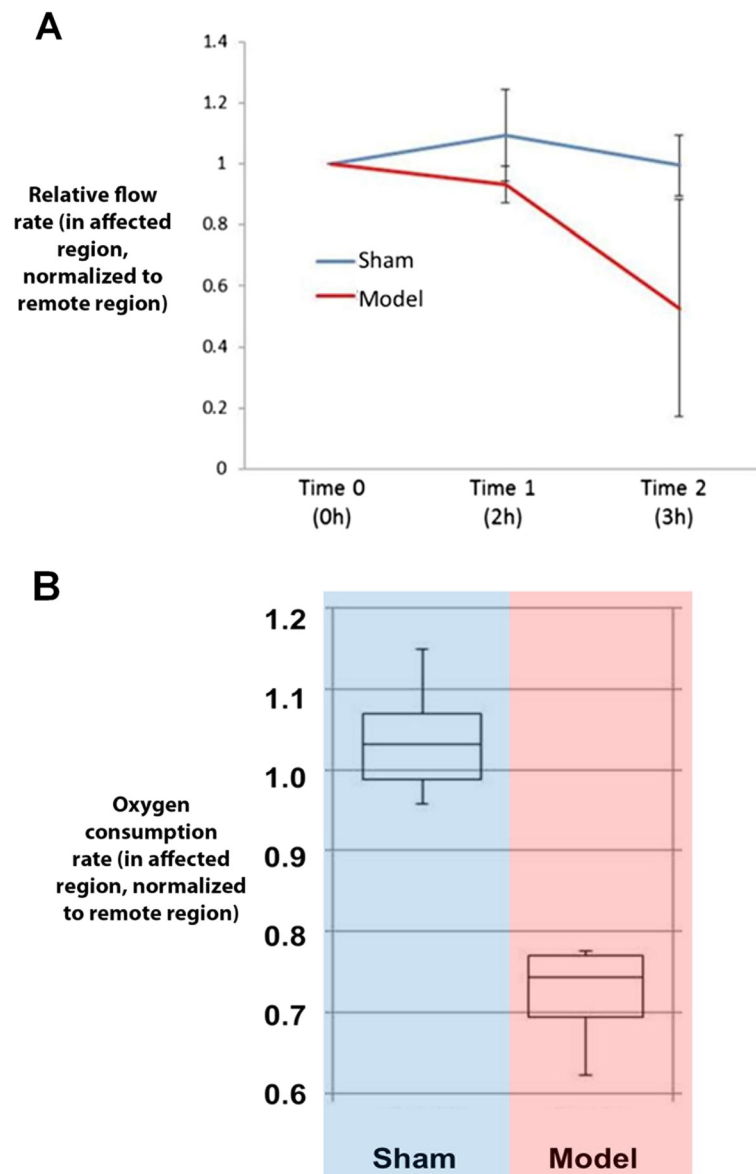 A
1.4
1.2
1
0.8
0.6
0.4
0.2
0
Relative flow
rate (in affected
region,
normalized to
remote region)
Sham
Model
Time 0
(0h)
Time 1
(2h)
Time 2
(3h)
B
1.2
1.1
1.0
0.9
0.8
0.7
0.6
Oxygen
consumption
rate (in affected
region, normalized
to remote region)
Sham
Model